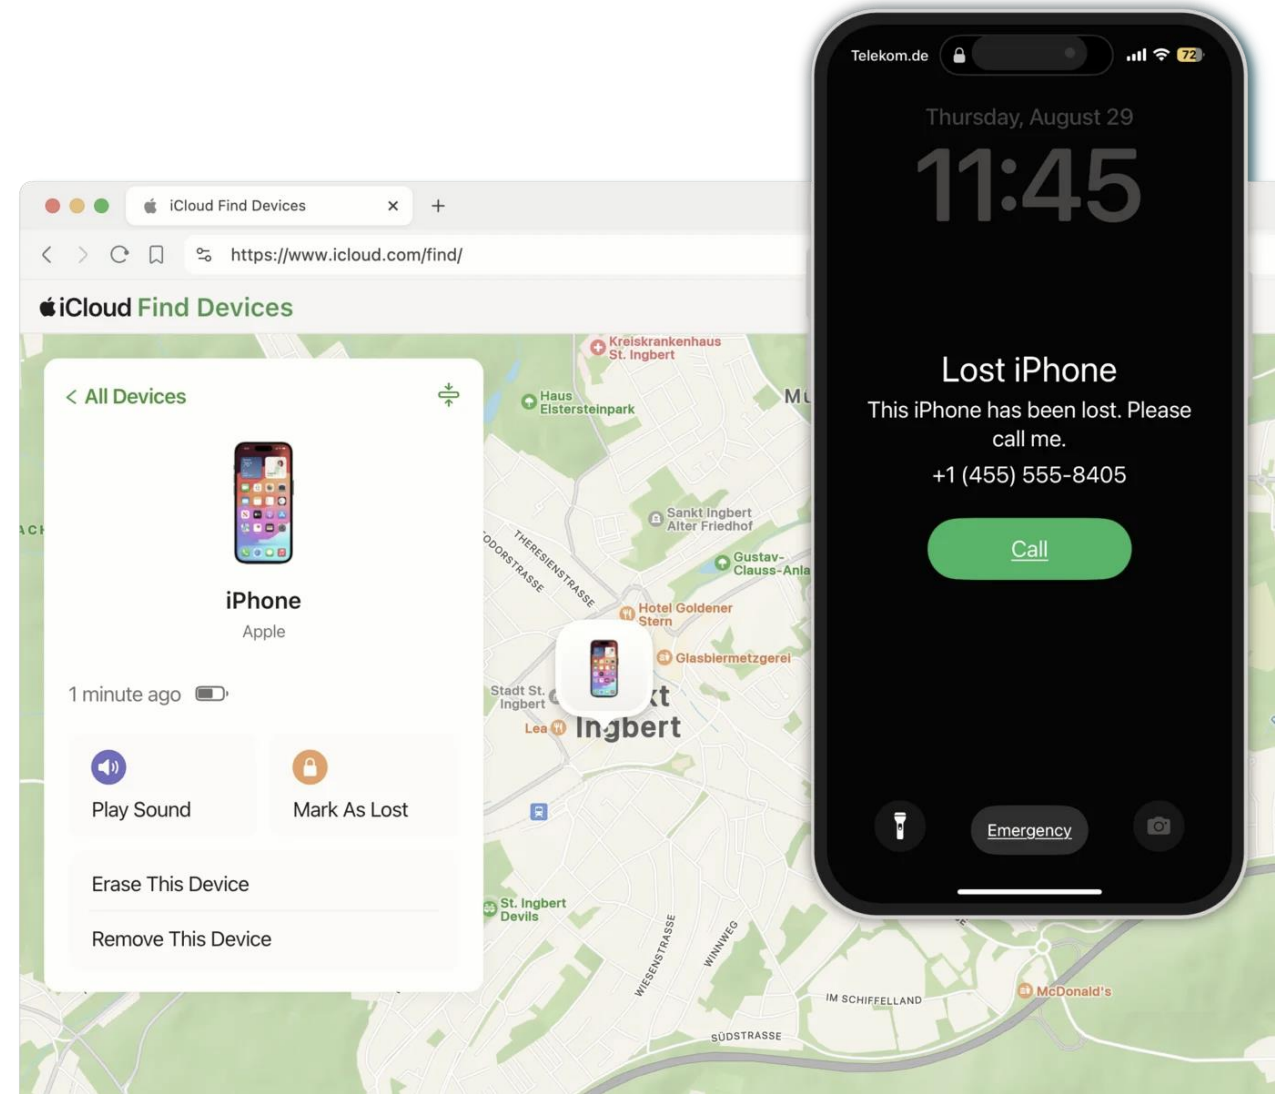 Telekom.de
72
Thursday, August 29
11:45
Lost iPhone
This iPhone has been lost. Please
call me.
+1 (455) 555-8405
Call
Emergency
iCloud Find Devices
https://www.icloud.com/find/
iCloud Find Devices
All Devices
iPhone
Apple
1 minute ago
Play Sound
Mark As Lost
Erase This Device
Remove This Device
Kreiskrankenhaus
St. Ingbert
Haus
Elstersteinpark
Sankt Ingbert
Alter Friedhof
THERESIENSTRASSE
Gustav-
Clauss-Anla
Hotel Goldener
Stern
Glasbiermetzgerei
Stadt St.
Ingbert
Lea
Ingbert
St. Ingbert
Devils
WIESENSTRASSE
WINNWEG
IM SCHIFFELLAND
McDonald's
SÜDSTRASSE